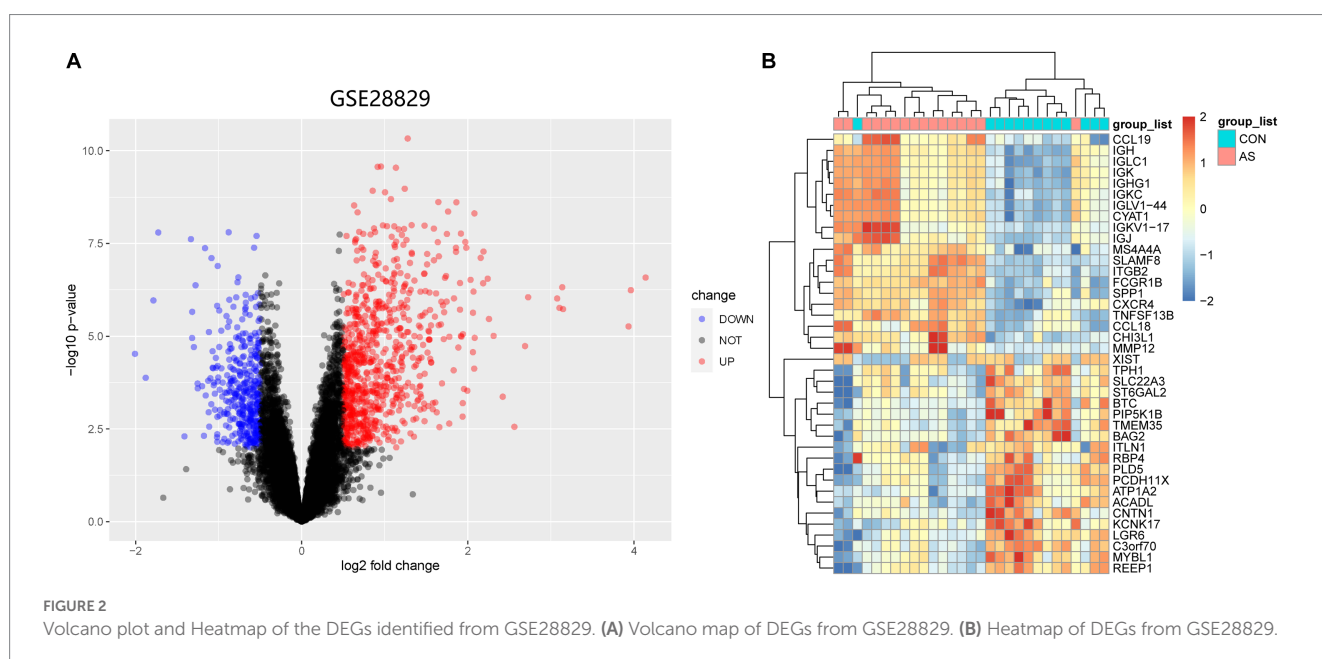 A
GSE28829
10.0
7.5
5.0
2.5
0.0
−log10 p-value
−2
0
2
4
log2 fold change
change
DOWN
NOT
UP
B
group_list
CCL19
IGH
IGLC1
IGK
IGHG1
IGKC
IGLV1−44
CYAT1
IGKV1−17
IGJ
MS4A4A
SLAMF8
ITGB2
FCGR1B
SPP1
CXCR4
TNFSF13B
CCL18
CHI3L1
MMP12
XIST
TPH1
SLC22A3
ST6GAL2
BTC
PIP5K1B
TMEM35
BAG2
ITLN1
RBP4
PLD5
PCDH11X
ATP1A2
ACADL
CNTN1
KCNK17
LGR6
C3orf70
MYBL1
REEP1
2
1
0
−1
−2
group_list
CON
AS
FIGURE 2
Volcano plot and Heatmap of the DEGs identified from GSE28829. (A) Volcano map of DEGs from GSE28829. (B) Heatmap of DEGs from GSE28829.